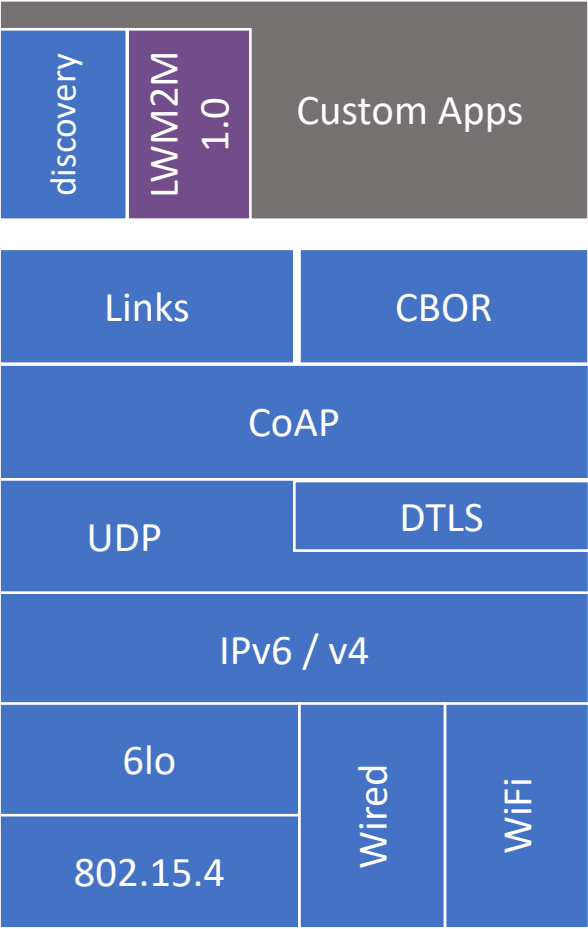 discovery
LWM2M
1.0
Custom Apps
Links
CBOR
CoAP
UDP
DTLS
IPv6 / v4
6lo
802.15.4
Wired
WiFi